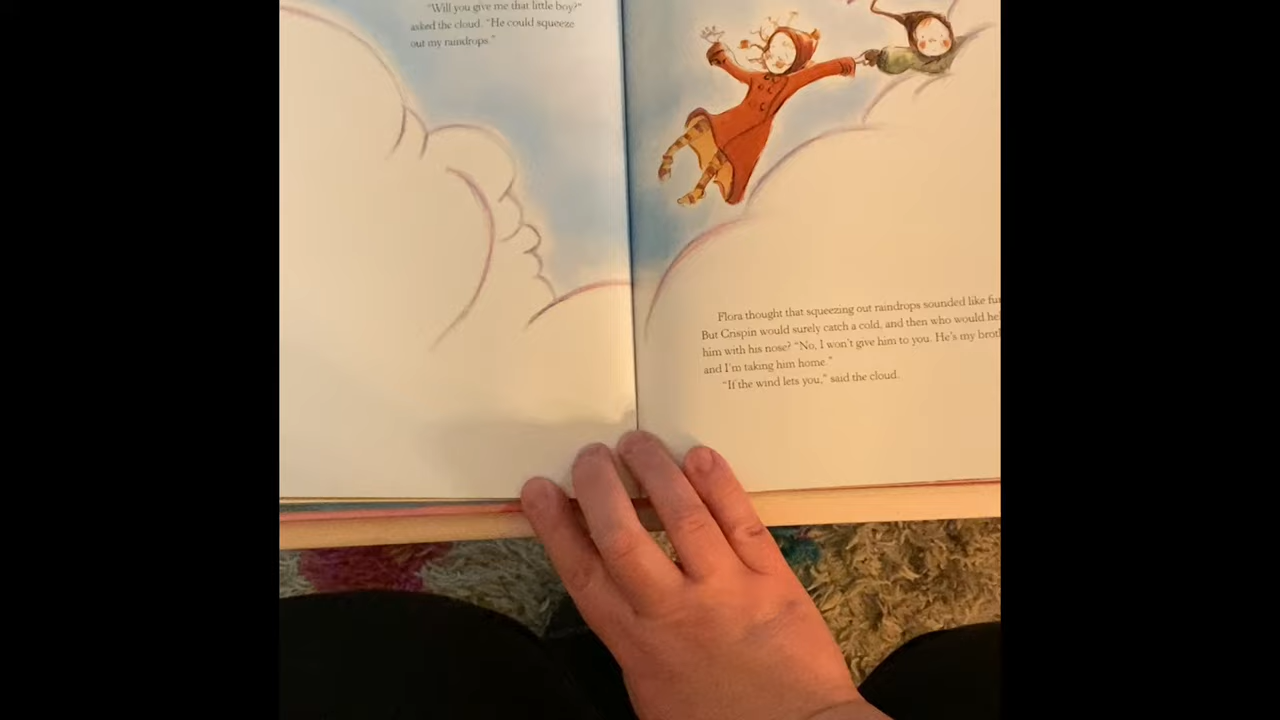 "Will you give me that little boy?"
asked the cloud. "He could squeeze
out my raindrops."
Flora thought that squeezing out raindrops sounded like
But Crispin would surely catch a cold, and then who would
him with his nose? "No, I won't give him to you. He's my
and I'm taking him home."
"If the wind lets you," said the cloud.